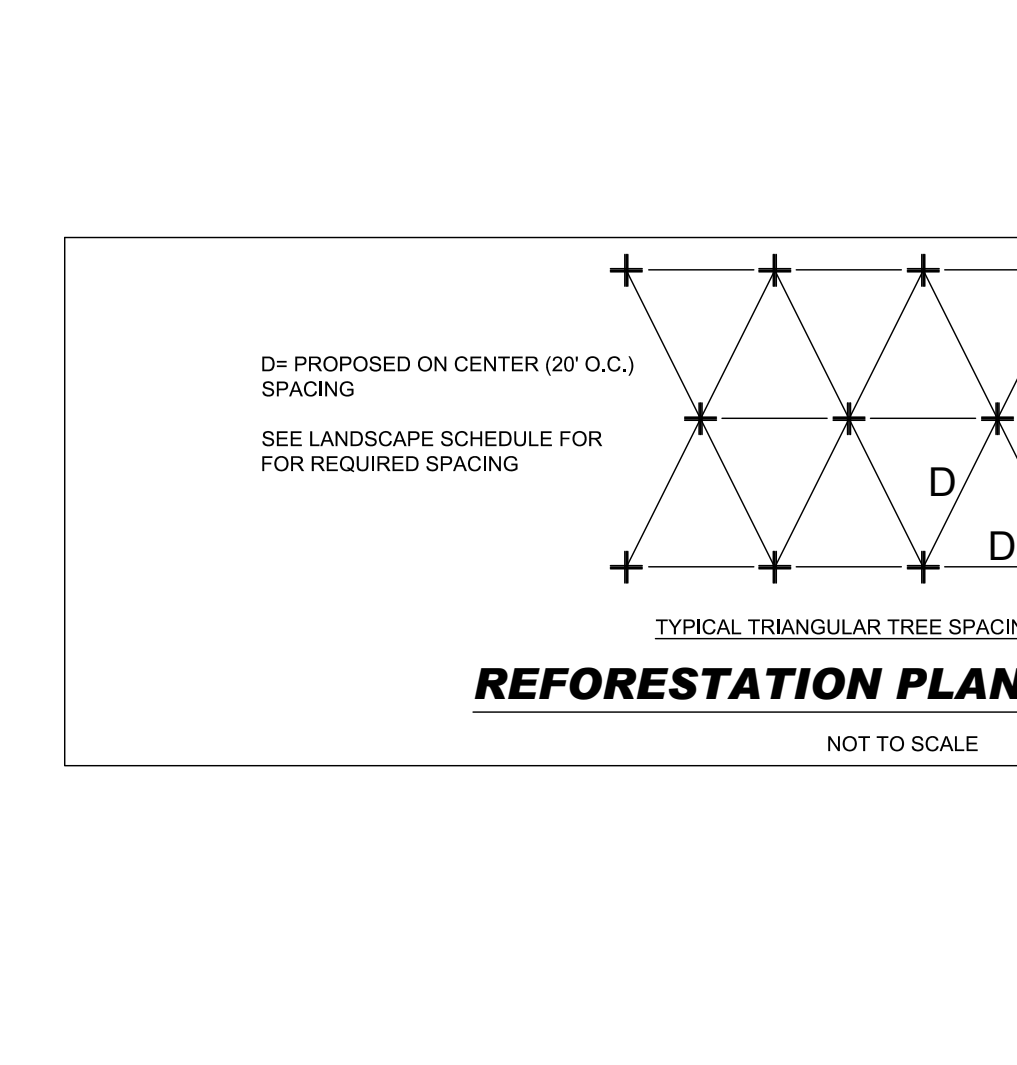 D= PROPOSED ON CENTER (20' O.C.)
SPACING
SEE LANDSCAPE SCHEDULE FOR
FOR REQUIRED SPACING
D
D
TYPICAL TRIANGULAR TREE
REFORESTATION
NOT TO SCALE